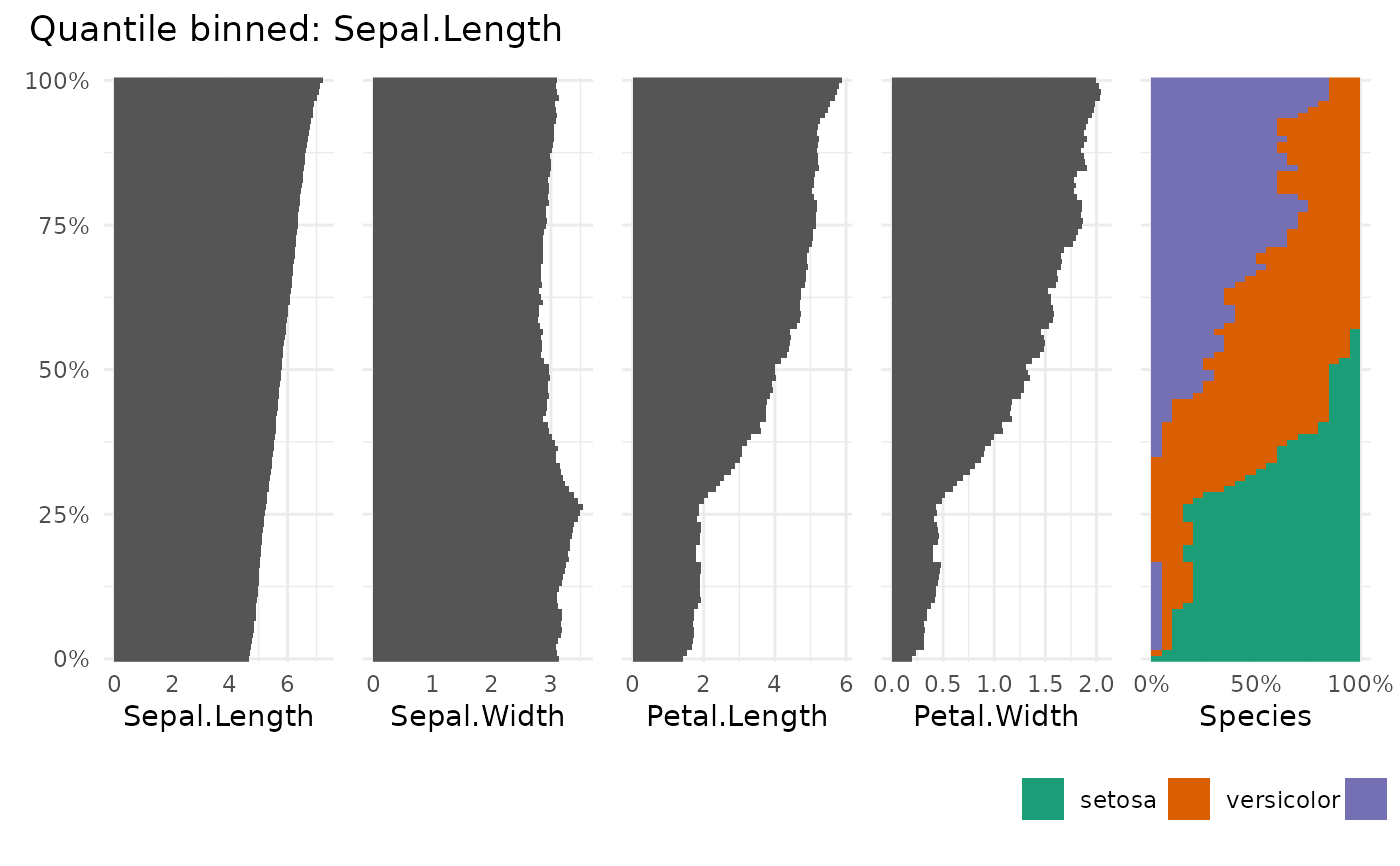 Quantile binned: Sepal.Length
100%
75%
50%
25%
0%
0 2 4 6
0 1 2 3
0 2 4 6
0.0 0.5 1.0 1.5 2.0
0% 50% 100%
Sepal.Length Sepal.Width Petal.Length Petal.Width Species
setosa versicolor